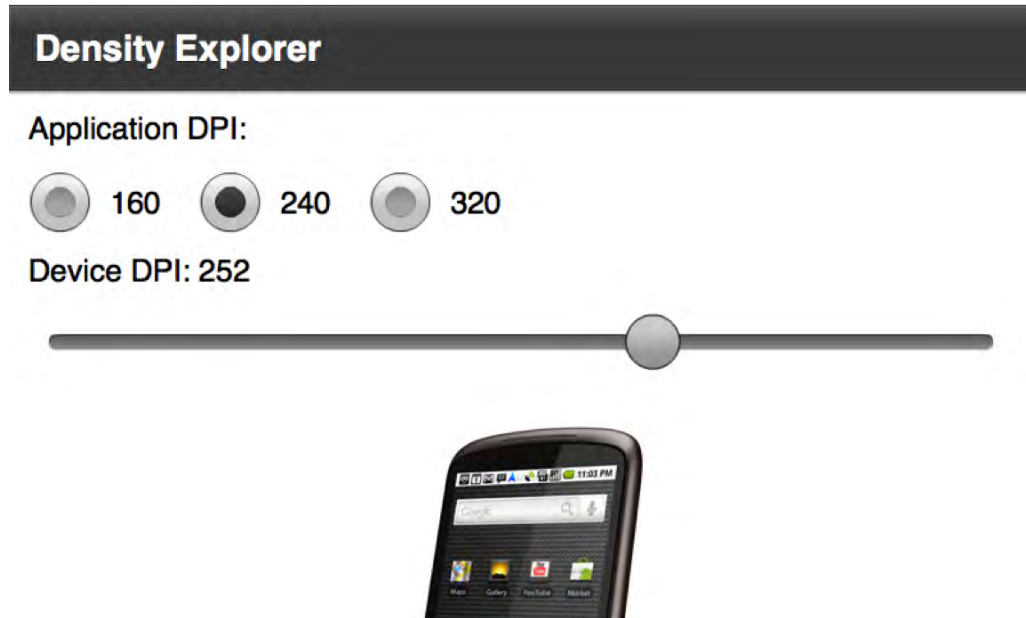 Density Explorer
Application DPI:
160 240 320
Device DPI: 252
11:03 PM
Google
Maps Gallery YouTube Market